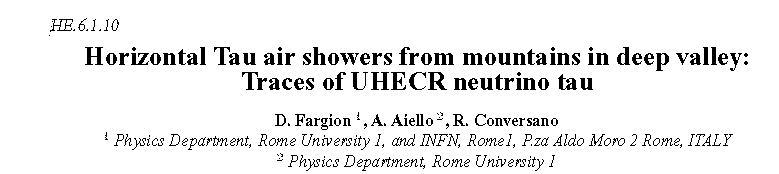 HE.6.1.10
Horizontal Tau air showers from mountains in deep valley:
Traces of UHECR neutrino tau
D. Fargion ¹, A. Aiello ², R. Conversano
¹ Physics Department, Rome University 1, and INFN, Rome1, P.za Aldo Moro 2 Rome, ITALY
² Physics Department, Rome University 1